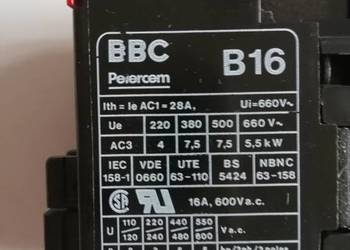 BBC
B16
Petercem
Ith = Ie AC1 = 28A, Ui = 660V~
Ue 220 380 500 660 V~
AC3 4 7,5 7,5 5,5 kW
IEC VDE UTE BS NBNC
158-1 0660 63-110 5424 63-158
SA 16A, 600 V a.c.
U 110 220 440 550 V a.c.
120 240 480 600